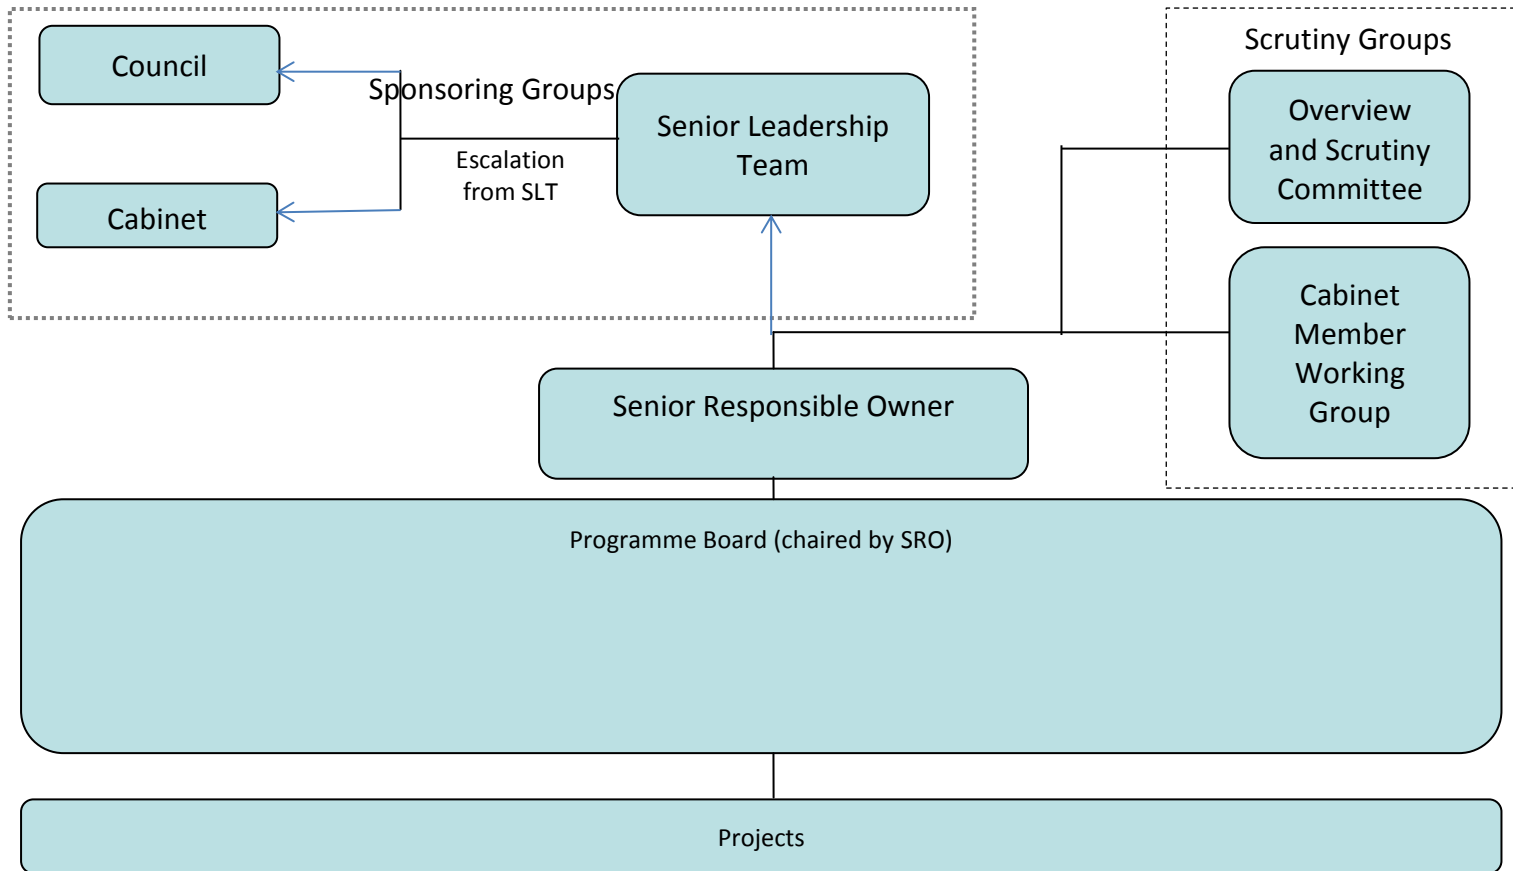 Council
Sponsoring Groups
Senior Leadership
Team
Escalation
from SLT
Cabinet
Scrutiny Groups
Overview
and Scrutiny
Committee
Cabinet
Member
Working
Group
Senior Responsible Owner
Programme Board (chaired by SRO)
Projects